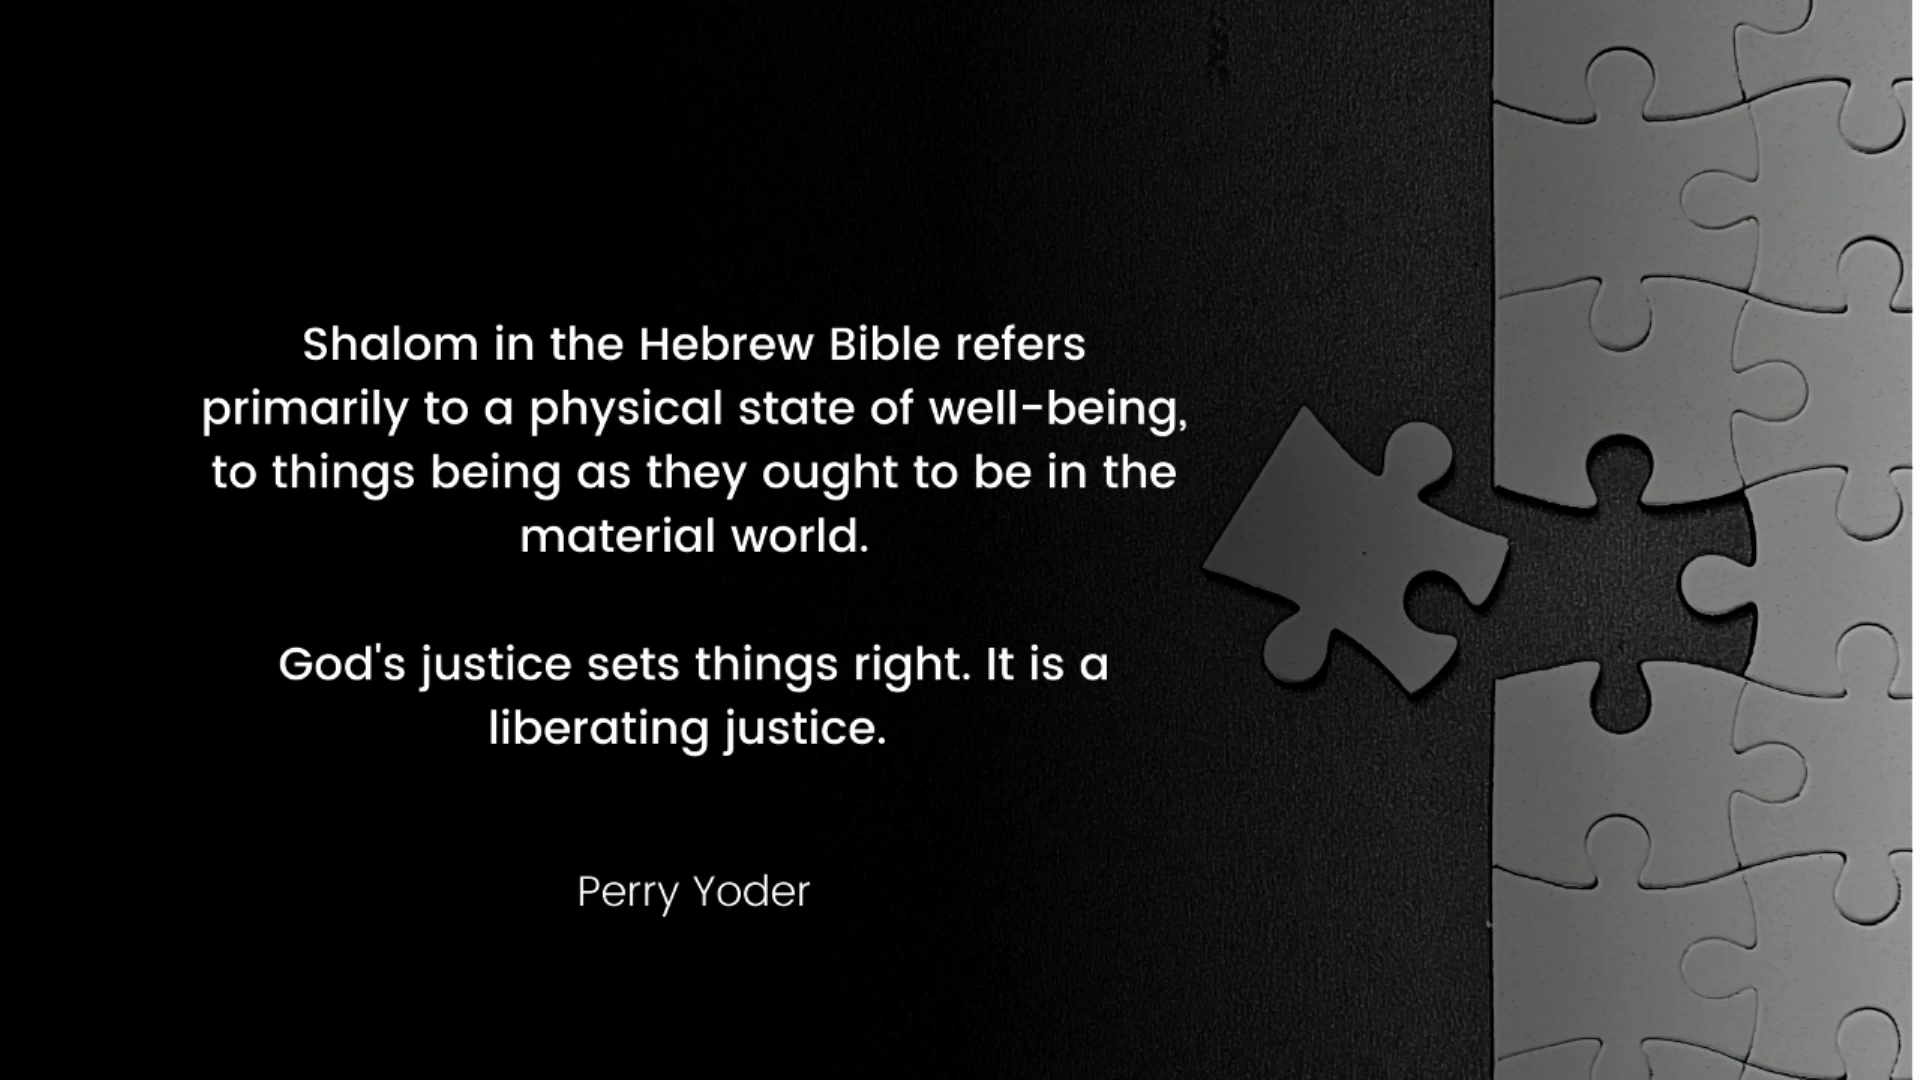 Shalom in the Hebrew Bible refers
primarily to a physical state of well-being,
to things being as they ought to be in the
material world.
God's justice sets things right. It is a
liberating justice.
Perry Yoder